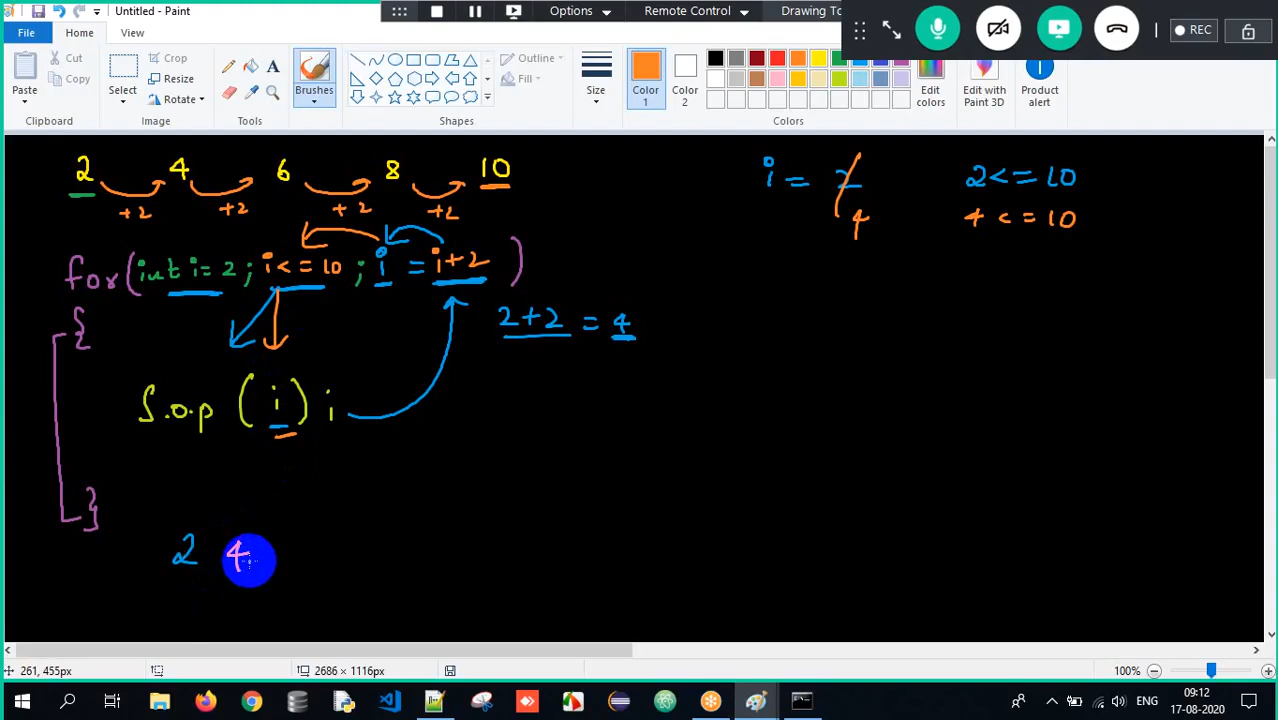 Untitled - Paint
Options
Remote Control
Drawing To
REC
File
Home
View
Paste
Cut
Copy
Clipboard
Select
Crop
Resize
Rotate
Image
Tools
Brushes
Shapes
Outline
Fill
Size
Color 1
Color 2
Colors
Edit colors
Edit with Paint 3D
Product alert
2 4 6 8 10
+2 +2 +2 +2
i = 2 2<=10
4 4 <= 10
for(int i=2; i<=10; i = i+2)
{
2+2 = 4
S.o.p (i) i
}
2 4
261, 455px
2686 × 1116px
100%
ENG
09:12
17-08-2020